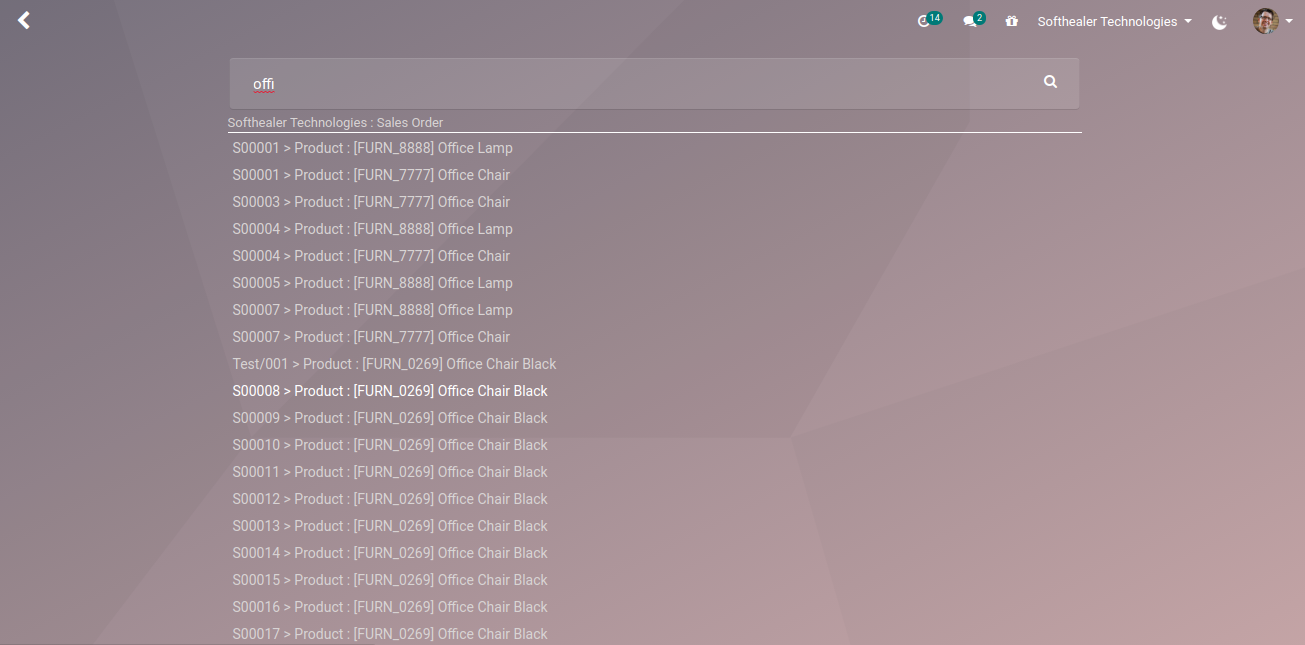 14 2 Softhealer Technologies
offi
Softhealer Technologies : Sales Order
S00001 > Product : [FURN_8888] Office Lamp
S00001 > Product : [FURN_7777] Office Chair
S00003 > Product : [FURN_7777] Office Chair
S00004 > Product : [FURN_8888] Office Lamp
S00004 > Product : [FURN_7777] Office Chair
S00005 > Product : [FURN_8888] Office Lamp
S00007 > Product : [FURN_8888] Office Lamp
S00007 > Product : [FURN_7777] Office Chair
Test/001 > Product : [FURN_0269] Office Chair Black
S00008 > Product : [FURN_0269] Office Chair Black
S00009 > Product : [FURN_0269] Office Chair Black
S00010 > Product : [FURN_0269] Office Chair Black
S00011 > Product : [FURN_0269] Office Chair Black
S00012 > Product : [FURN_0269] Office Chair Black
S00013 > Product : [FURN_0269] Office Chair Black
S00014 > Product : [FURN_0269] Office Chair Black
S00015 > Product : [FURN_0269] Office Chair Black
S00016 > Product : [FURN_0269] Office Chair Black
S00017 > Product : [FURN_0269] Office Chair Black